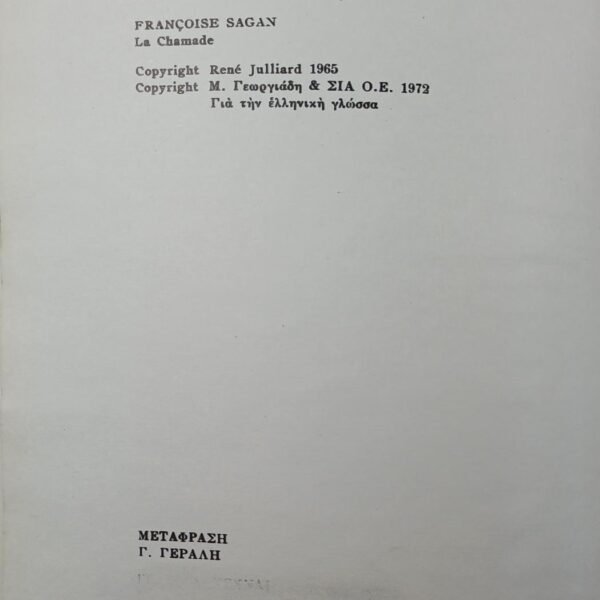 FRANÇOISE SAGAN
La Chamade
Copyright René Julliard 1965
Copyright Μ. Γεωργιάδη & ΣΙΑ Ο.Ε. 1972
Γιὰ τὴν ἑλληνικὴ γλώσσα
ΜΕΤΑΦΡΑΣΗ
Γ. ΓΕΡΑΛΗ